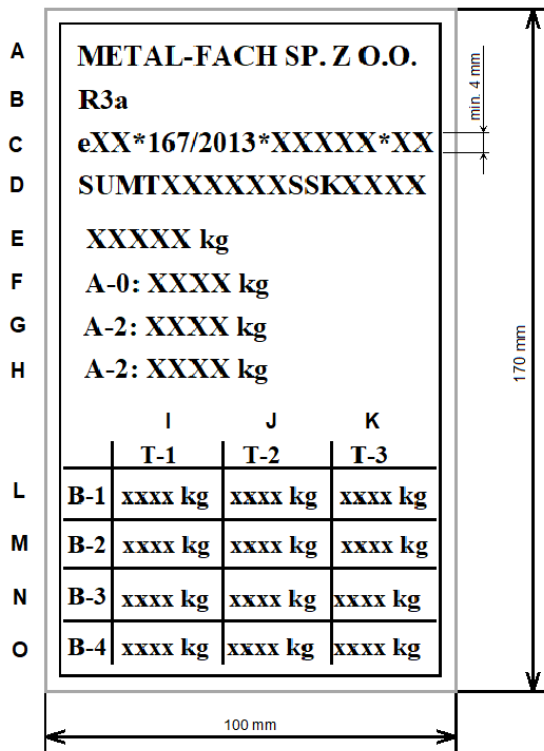 A METAL-FACH SP. Z O.O.
B R3a
C eXX*167/2013*XXXXX*XX
min. 4 mm
D SUMTXXXXXXSSKXXXX
E XXXXX kg
F A-0: XXXX kg
G A-2: XXXX kg
H A-2: XXXX kg
170 mm
I J K
T-1 T-2 T-3
L B-1 xxxx kg xxxx kg xxxx kg
M B-2 xxxx kg xxxx kg xxxx kg
N B-3 xxxx kg xxxx kg xxxx kg
O B-4 xxxx kg xxxx kg xxxx kg
100 mm